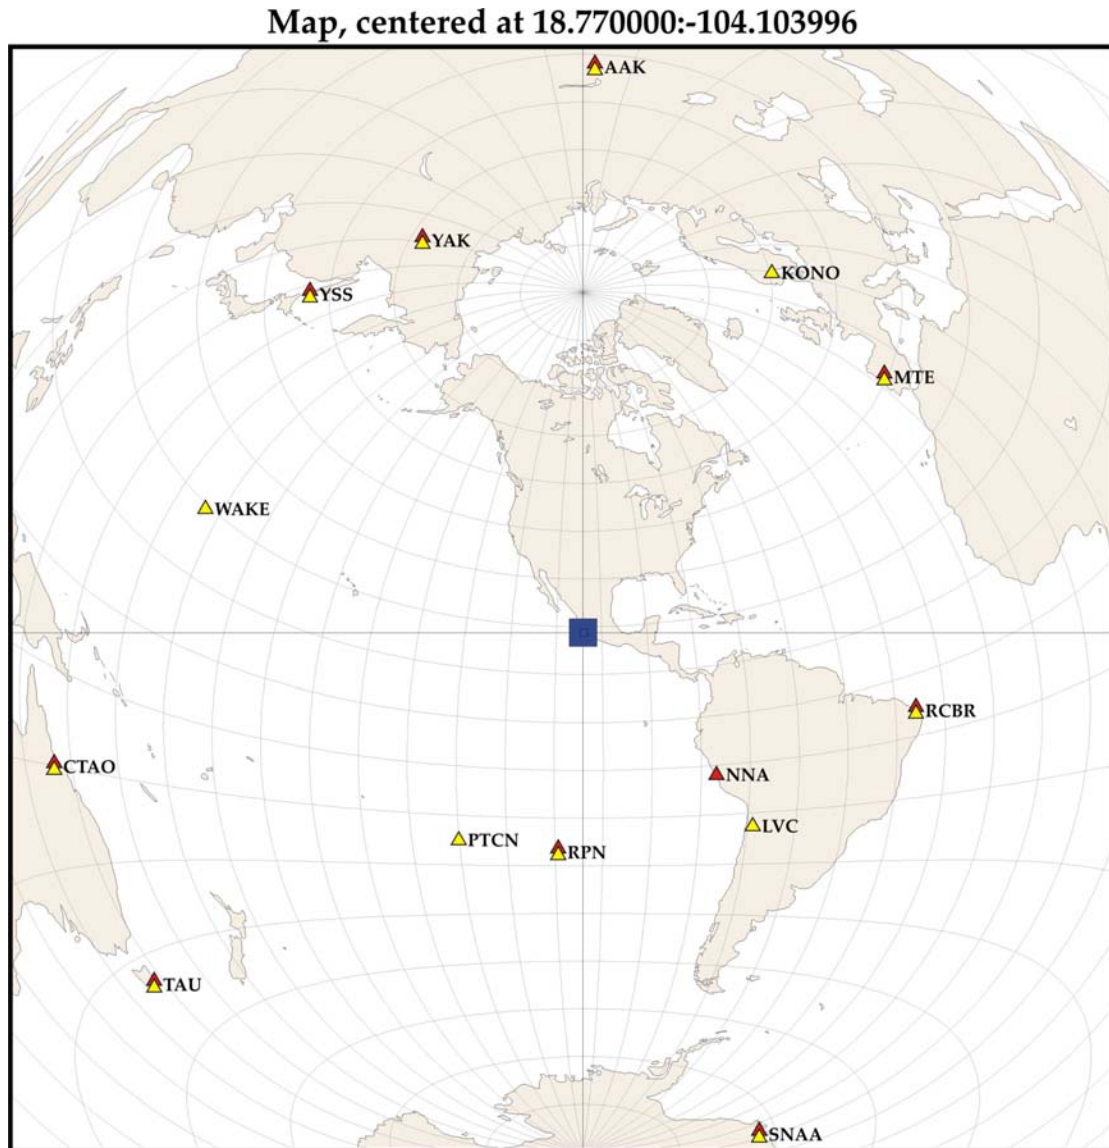 Map, centered at 18.770000:-104.103996
AAK
YAK
KONO
YSS
MTE
WAKE
RCBR
CTAO
NNA
LVC
PTCN
RPN
TAU
SNAA